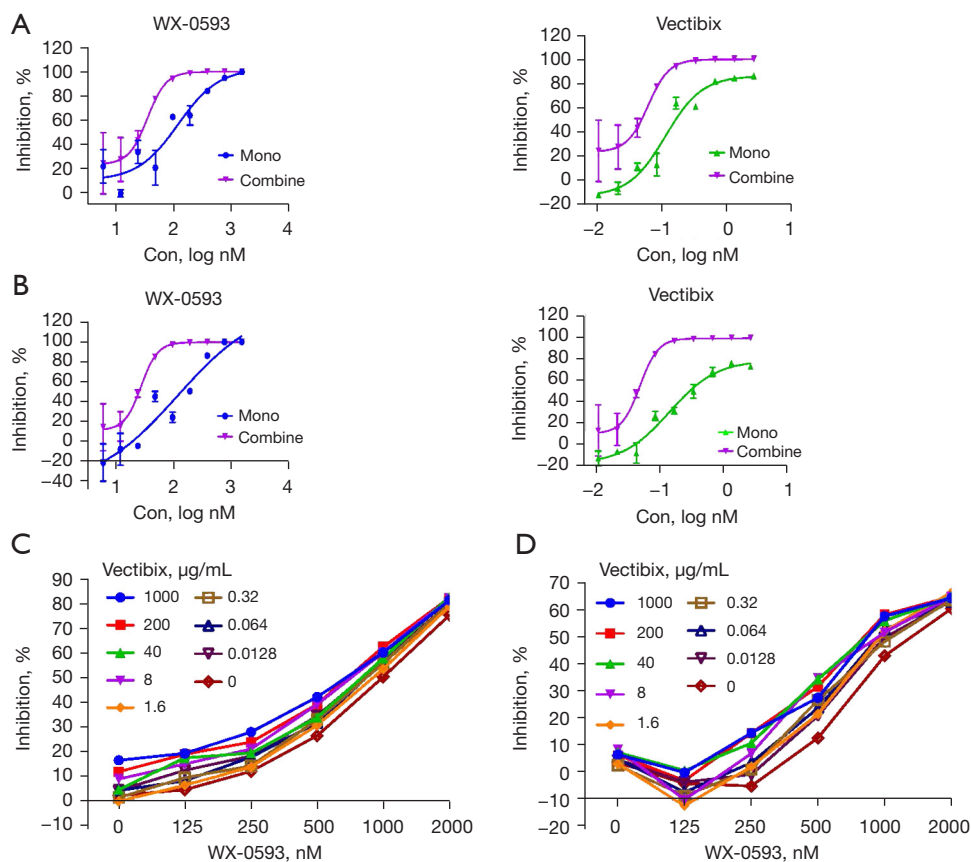 A
WX-0593
Inhibition, %
120
100
80
60
40
20
0
Mono
Combine
1 2 3 4
Con, log nM
Vectibix
Inhibition, %
120
100
80
60
40
20
0
−20
Mono
Combine
−2 −1 0 1
Con, log nM
B
WX-0593
Inhibition, %
120
100
80
60
40
20
0
−20
−40
Mono
Combine
1 2 3 4
Con, log nM
Vectibix
Inhibition, %
120
100
80
60
40
20
0
−20
Mono
Combine
−2 −1 0 1
Con, log nM
C
Vectibix, µg/mL
1000 0.32
200 0.064
40 0.0128
8 0
1.6
Inhibition, %
90
80
70
60
50
40
30
20
10
0
−10
0 125 250 500 1000 2000
WX-0593, nM
D
Vectibix, µg/mL
1000 0.32
200 0.064
40 0.0128
8 0
1.6
Inhibition, %
70
60
50
40
30
20
10
0
−10
−20
0 125 250 500 1000 2000
WX-0593, nM